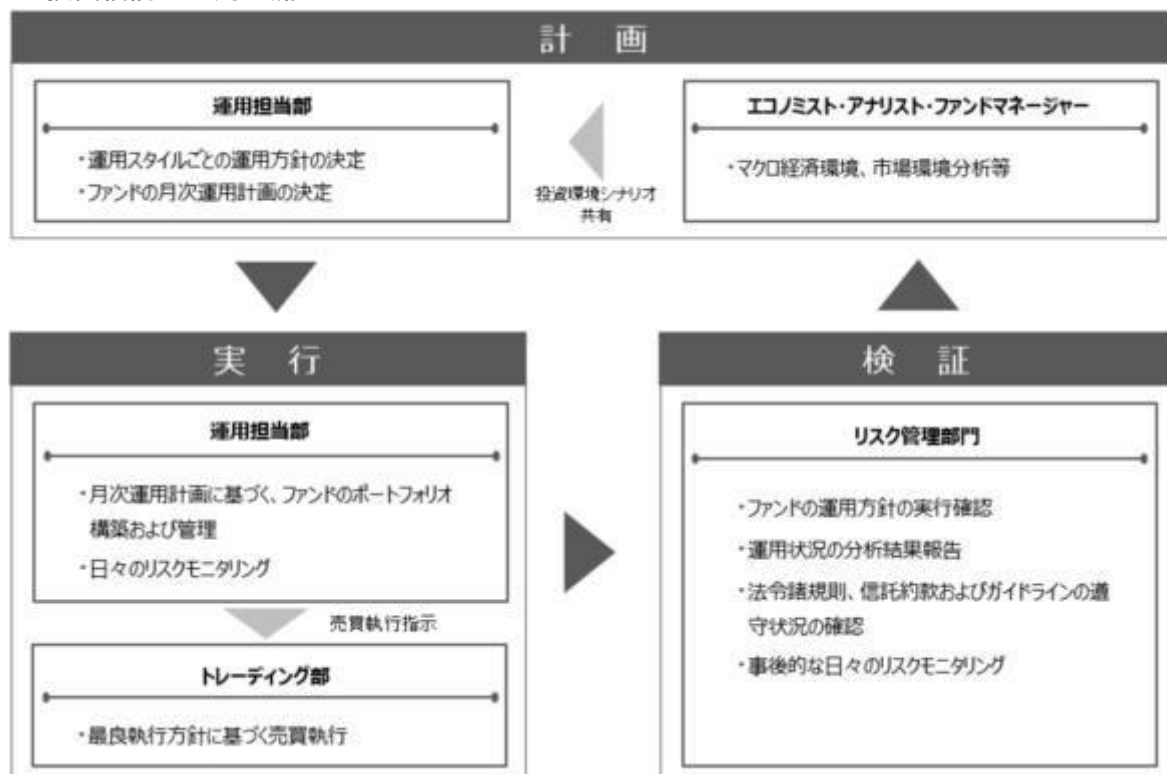 計 画
運用担当部
・運用スタイルごとの運用方針の決定
・ファンドの月次運用計画の決定
投資環境シナリオ
共有
エコノミスト・アナリスト・ファンドマネージャー
・マクロ経済環境、市場環境分析等
実 行
運用担当部
・月次運用計画に基づく、ファンドのポートフォリオ
構築および管理
・日々のリスクモニタリング
売買執行指示
トレーディング部
・最良執行方針に基づく売買執行
検 証
リスク管理部門
・ファンドの運用方針の実行確認
・運用状況の分析結果報告
・法令諸規則、信託約款およびガイドラインの遵
守状況の確認
・事後的な日々のリスクモニタリング